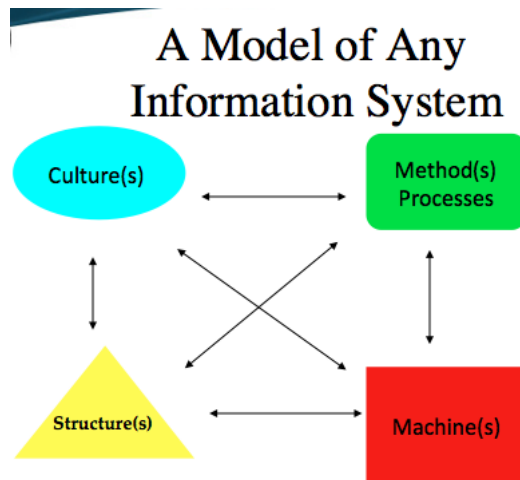 A Model of Any
Information System
Culture(s)
Method(s)
Processes
Structure(s)
Machine(s)